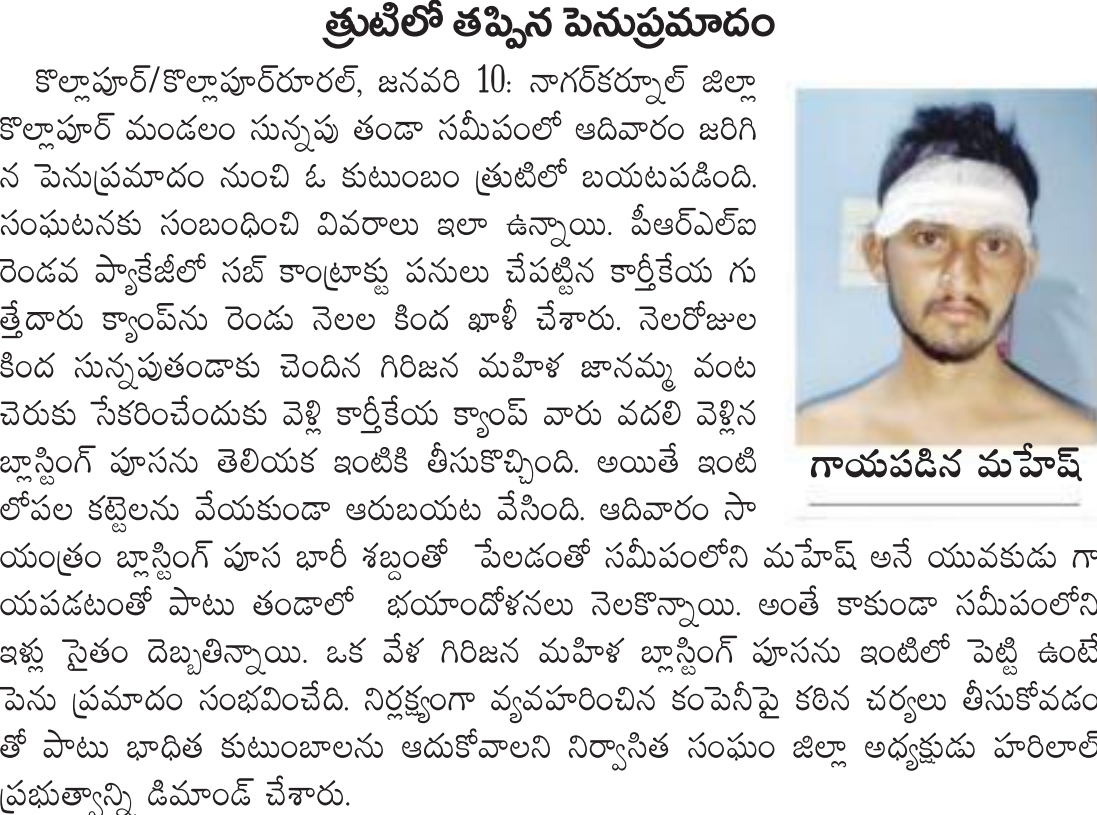 త్రుటిలో తప్పిన పెనుప్రమాదం
కొల్లాపూర్/కొల్లాపూర్‌రూరల్, జనవరి 10: నాగర్‌కర్నూల్ జిల్లా
కొల్లాపూర్ మండలం సున్నపు తండా సమీపంలో ఆదివారం జరిగి
న పెనుప్రమాదం నుంచి ఓ కుటుంబం త్రుటిలో బయటపడింది.
సంఘటనకు సంబంధించి వివరాలు ఇలా ఉన్నాయి. పీఆర్ఎల్ఐ
రెండవ ప్యాకేజీలో సబ్ కాంట్రాక్టు పనులు చేపట్టిన కార్తీకేయ గు
త్తేదారు క్యాంప్‌ను రెండు నెలల కింద ఖాళీ చేశారు. నెలరోజుల
కింద సున్నపుతండాకు చెందిన గిరిజన మహిళ జానమ్మ వంట
చెరుకు సేకరించేందుకు వెళ్లి కార్తీకేయ క్యాంప్ వారు వదలి వెళ్లిన
బ్లాస్టింగ్ పూసను తెలియక ఇంటికి తీసుకొచ్చింది. అయితే ఇంటి
లోపల కట్టెలను వేయకుండా ఆరుబయట వేసింది. ఆదివారం సా
యంత్రం బ్లాస్టింగ్ పూస భారీ శబ్దంతో పేలడంతో సమీపంలోని మహేష్ అనే యువకుడు గా
యపడటంతో పాటు తండాలో భయాందోళనలు నెలకొన్నాయి. అంతే కాకుండా సమీపంలోని
ఇళ్లు సైతం దెబ్బతిన్నాయి. ఒక వేళ గిరిజన మహిళ బ్లాస్టింగ్ పూసను ఇంటిలో పెట్టి ఉంటే
పెను ప్రమాదం సంభవించేది. నిర్లక్ష్యంగా వ్యవహరించిన కంపెనీపై కఠిన చర్యలు తీసుకోవడం
తో పాటు భాధిత కుటుంబాలను ఆదుకోవాలని నిర్వాసిత సంఘం జిల్లా అధ్యక్షుడు హరిలాల్
ప్రభుత్వాన్ని డిమాండ్ చేశారు.
గాయపడిన మహేష్